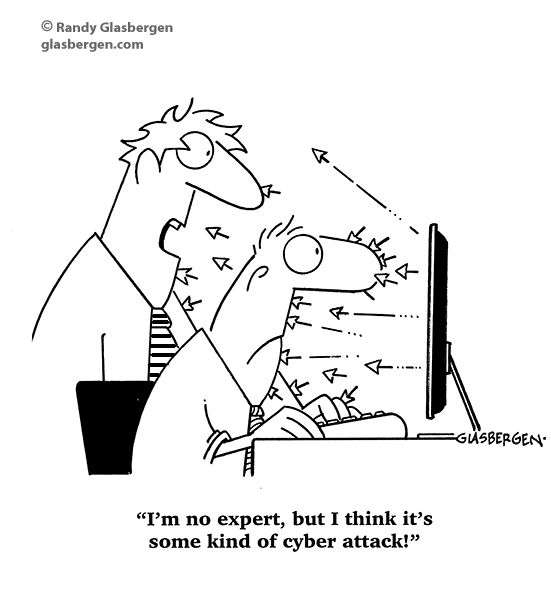 © Randy Glasbergen
glasbergen.com
GLASBERGEN.
“I’m no expert, but I think it’s
some kind of cyber attack!”